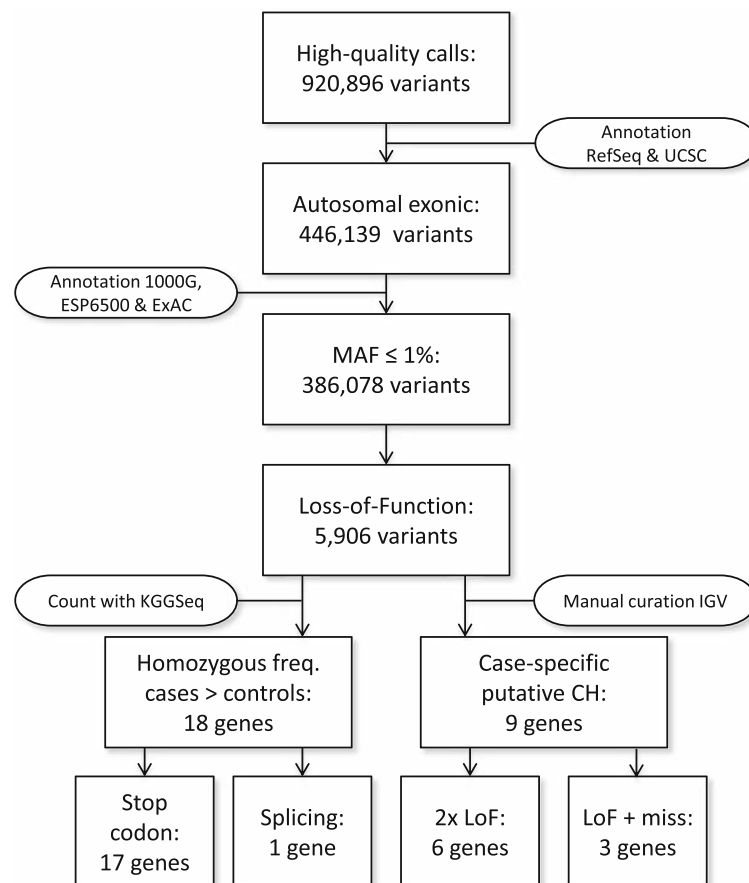 High-quality calls:
920,896 variants
Annotation
RefSeq & UCSC
Autosomal exonic:
446,139 variants
Annotation 1000G,
ESP6500 & ExAC
MAF ≤ 1%:
386,078 variants
Loss-of-Function:
5,906 variants
Count with KGGSeq
Manual curation IGV
Homozygous freq.
cases > controls:
18 genes
Case-specific
putative CH:
9 genes
Stop
codon:
17 genes
Splicing:
1 gene
2x LoF:
6 genes
LoF + miss:
3 genes